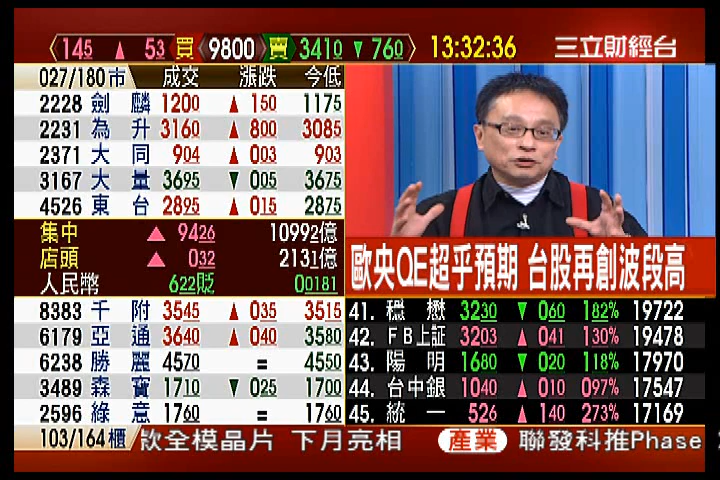 145 ▲ 53 買 9800 賣 3410 ▼ 760 13:32:36 三立財經台
027/180市 成交 漲跌 今低
2228 劍麟 1200 ▲ 150 1175
2231 為升 3160 ▲ 800 3085
2371 大同 904 ▲ 003 903
3167 大量 3695 ▼ 005 3675
4526 東台 2895 ▲ 015 2875
集中 ▲ 9426 10992億
店頭 ▲ 032 2131億
人民幣 622貶 00181
歐央QE超乎預期 台股再創波段高
8383 千附 3545 ▲ 035 3515
6179 亞通 3640 ▲ 040 3580
6238 勝麗 4570 = 4550
3489 森寶 1710 ▼ 025 1700
2596 綠意 1760 = 1760
41. 穩懋 3230 ▼ 060 182% 19722
42. FB上証 3203 ▲ 041 130% 19478
43. 陽明 1680 ▼ 020 118% 17970
44. 台中銀 1040 ▲ 010 097% 17547
45. 統一 526 ▲ 140 273% 17169
103/164櫃 款全模晶片 下月亮相 產業 聯發科推Phase